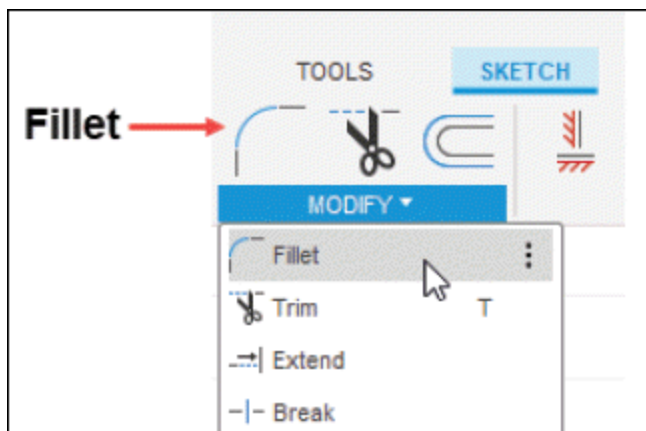 TOOLS SKETCH
Fillet
MODIFY
Fillet
Trim T
Extend
Break